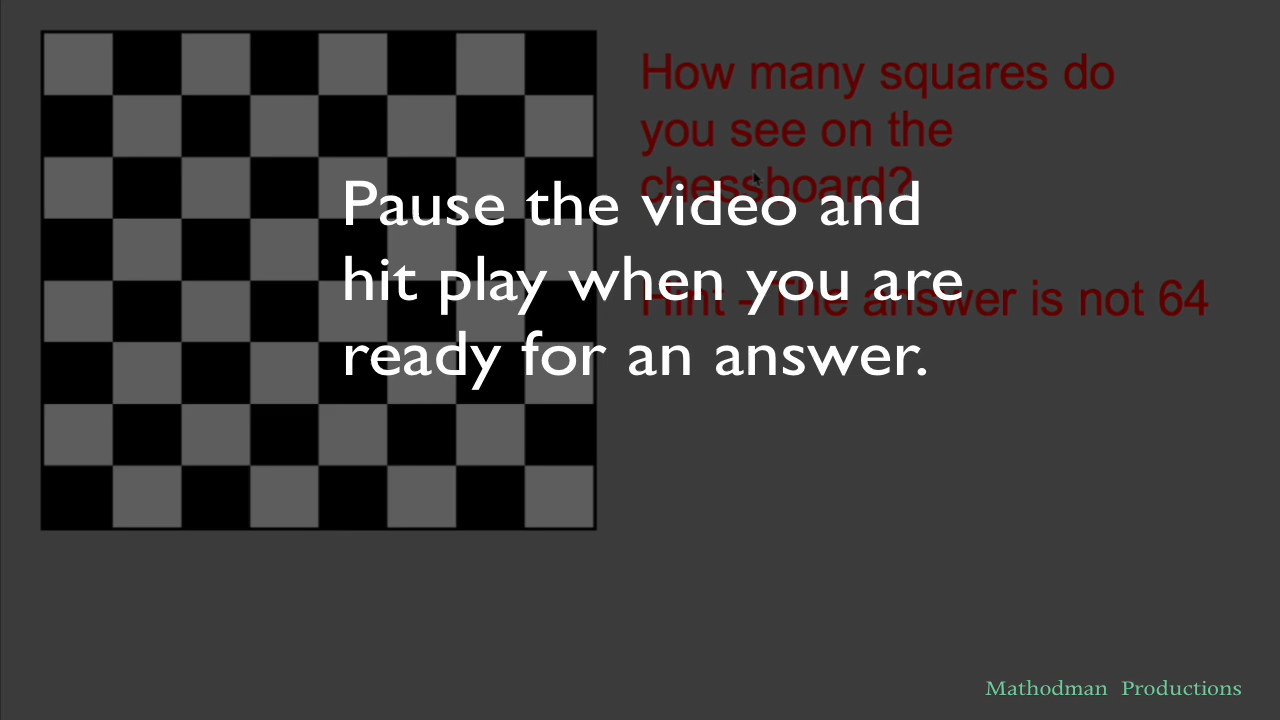 How many squares do
you see on the
chessboard?
Pause the video and
hit play when you are
ready for an answer.
Hint - The answer is not 64
Mathodman Productions